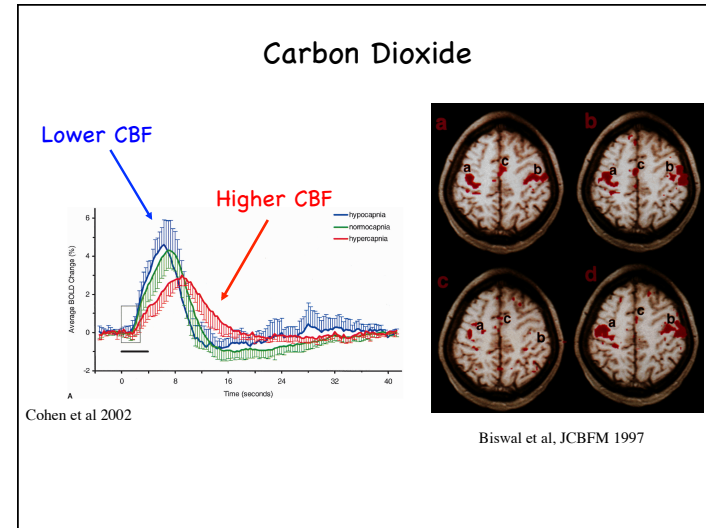 Carbon Dioxide
Lower CBF
Higher CBF
hypocapnia
normocapnia
hypercapnia
Average BOLD Change (%)
6
4
2
0
-2
0
8
16
24
32
40
Time (seconds)
A
Cohen et al 2002
a
b
a
c
b
a
c
b
c
d
a
c
b
a
c
b
Biswal et al, JCBFM 1997